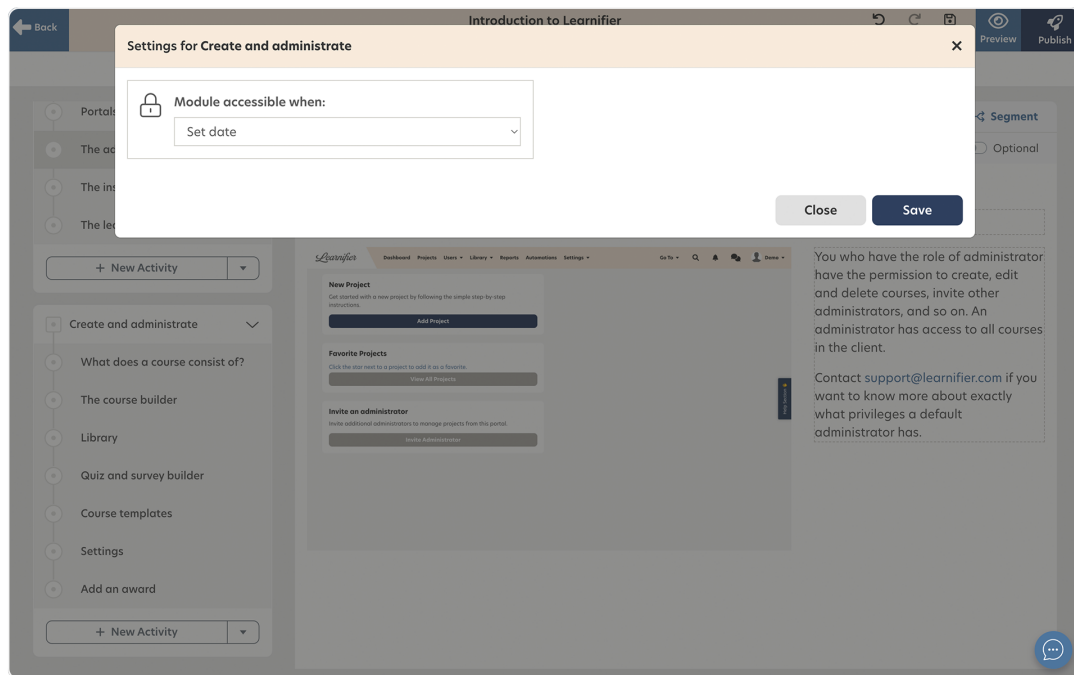 Back
Introduction to Learnifier
Preview
Publish
Settings for Create and administrate
Module accessible when:
Set date
Close
Save
Portals
The ad
The ins
The lea
+ New Activity
Segment
Optional
Create and administrate
What does a course consist of?
The course builder
Library
Quiz and survey builder
Course templates
Settings
Add an award
+ New Activity
Learnifier
Dashboard Projects Users Library Reports Automations Settings Go To Demo
New Project
Get started with a new project by following the simple step-by-step
instructions.
Add Project
Favorite Projects
Click the star next to a project to add it as a favorite.
View All Projects
Invite an administrator
Invite additional administrators to manage projects from this portal.
Invite Administrator
Help Section
You who have the role of administrator
have the permission to create, edit
and delete courses, invite other
administrators, and so on. An
administrator has access to all courses
in the client.
Contact support@learnifier.com if you
want to know more about exactly
what privileges a default
administrator has.